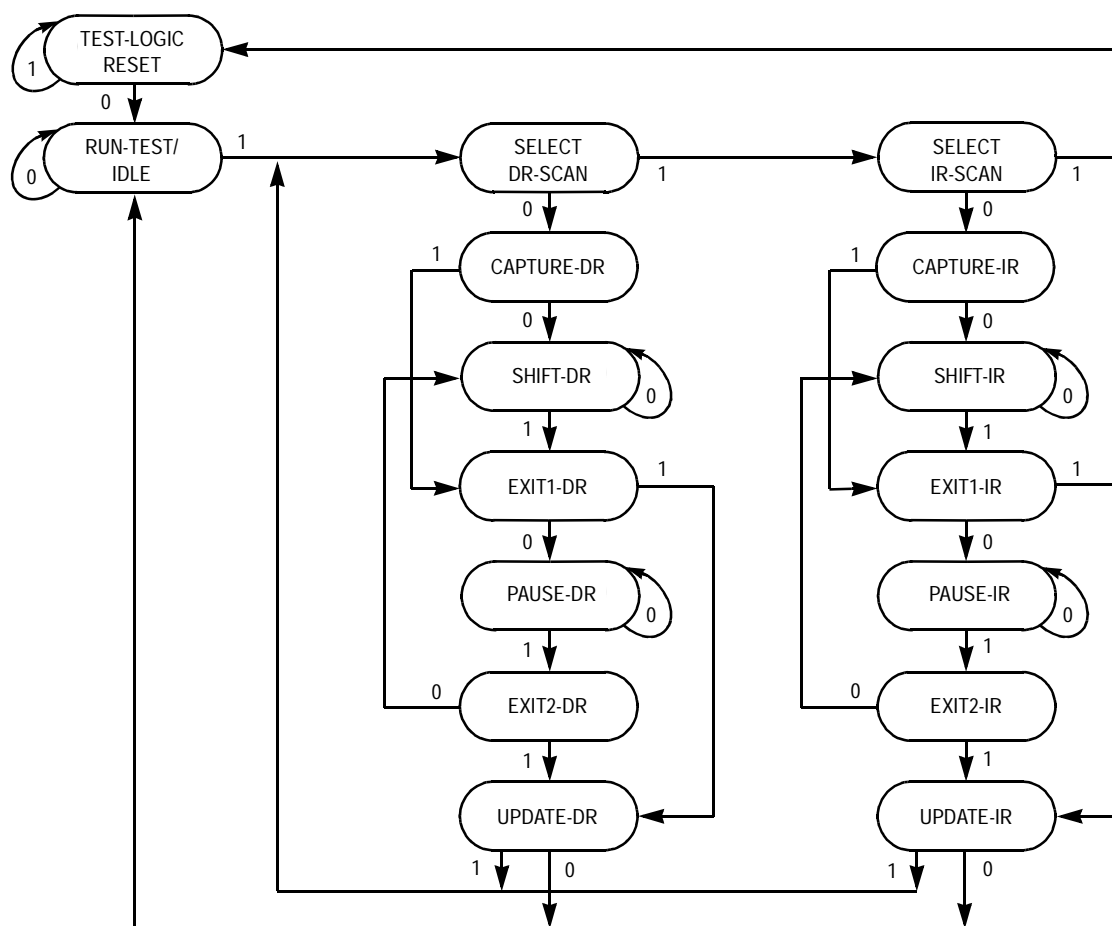 TEST-LOGIC
RESET
1
0
RUN-TEST/
IDLE
0
1
SELECT
DR-SCAN
1
SELECT
IR-SCAN
1
0
0
1
CAPTURE-DR
1
CAPTURE-IR
0
0
SHIFT-DR
0
SHIFT-IR
0
1
1
EXIT1-DR
1
EXIT1-IR
1
0
0
PAUSE-DR
0
PAUSE-IR
0
1
1
0
EXIT2-DR
0
EXIT2-IR
1
1
UPDATE-DR
UPDATE-IR
1
0
1
0